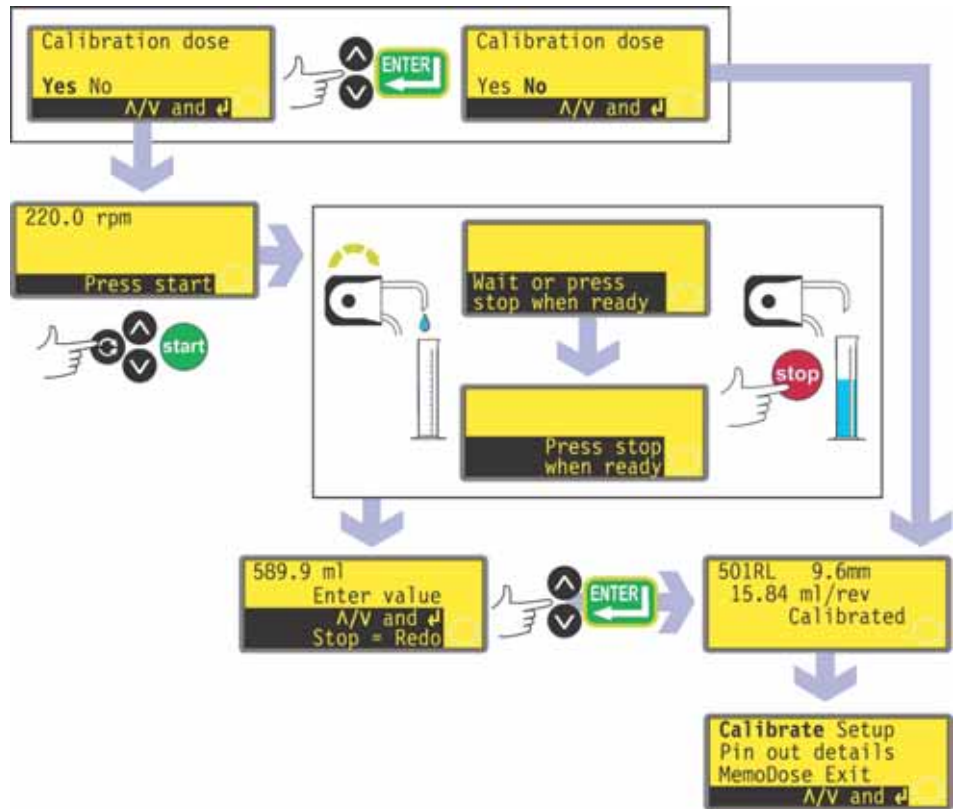 Calibration dose
Yes No
Λ/V and ↵
ENTER
Calibration dose
Yes No
Λ/V and ↵
220.0 rpm
Press start
start
Wait or press
stop when ready
Press stop
when ready
stop
589.9 ml
Enter value
Λ/V and ↵
Stop = Redo
ENTER
501RL 9.6mm
15.84 ml/rev
Calibrated
Calibrate Setup
Pin out details
MemoDose Exit
Λ/V and ↵